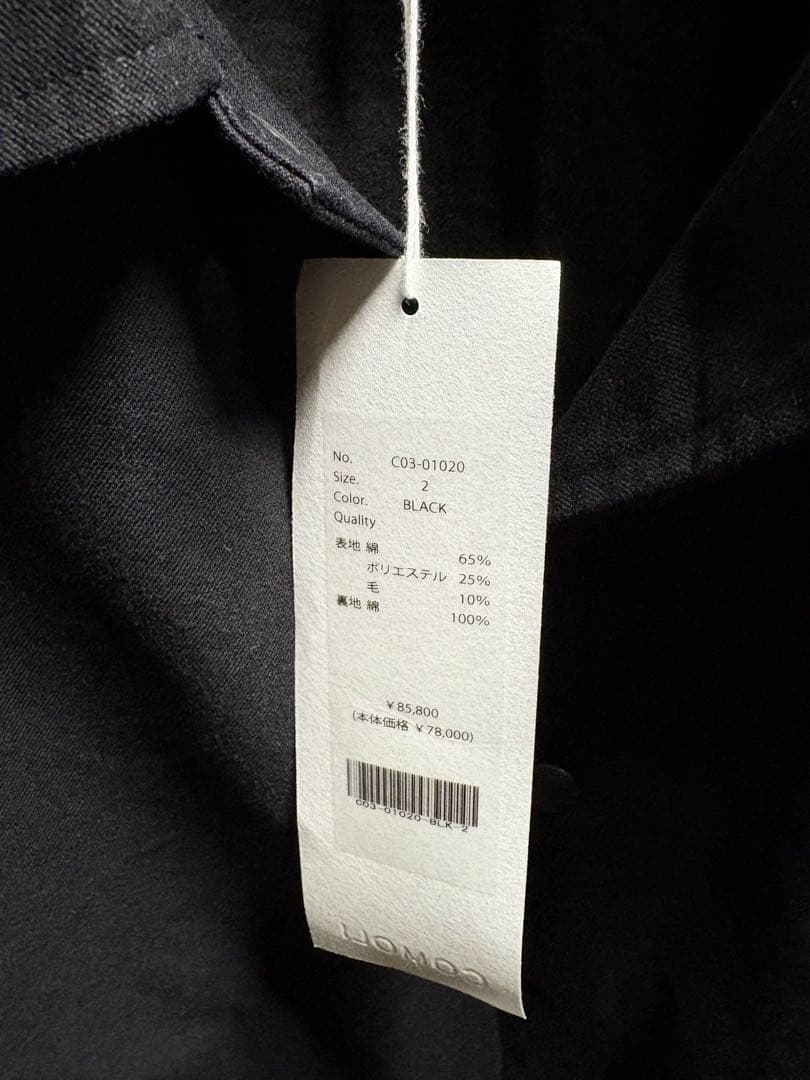 No. C03-01020
Size. 2
Color. BLACK
Quality
表地 綿 65%
ポリエステル 25%
毛 10%
裏地 綿 100%
¥85,800
(本体価格 ¥78,000)
C03-01020-BLK-2
COMOLI